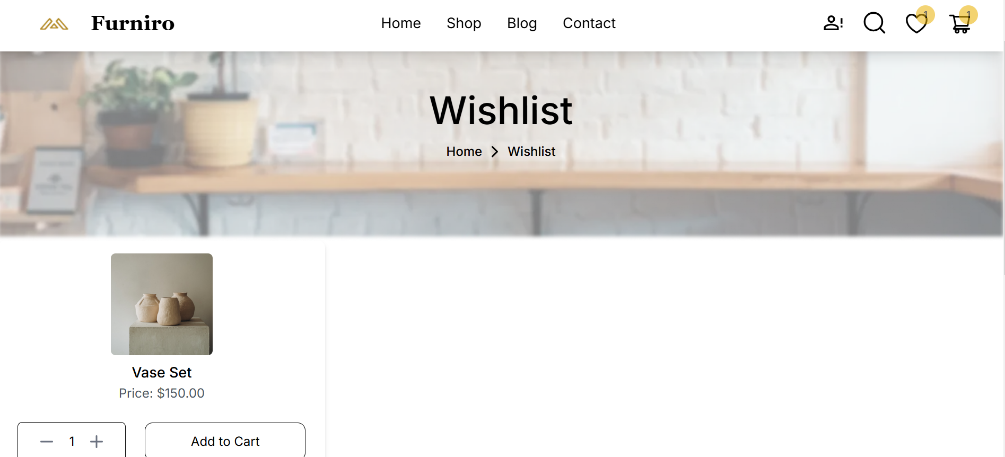 Furniro Home Shop Blog Contact 1 1
Wishlist
Home Wishlist
Vase Set
Price: $150.00
1 Add to Cart